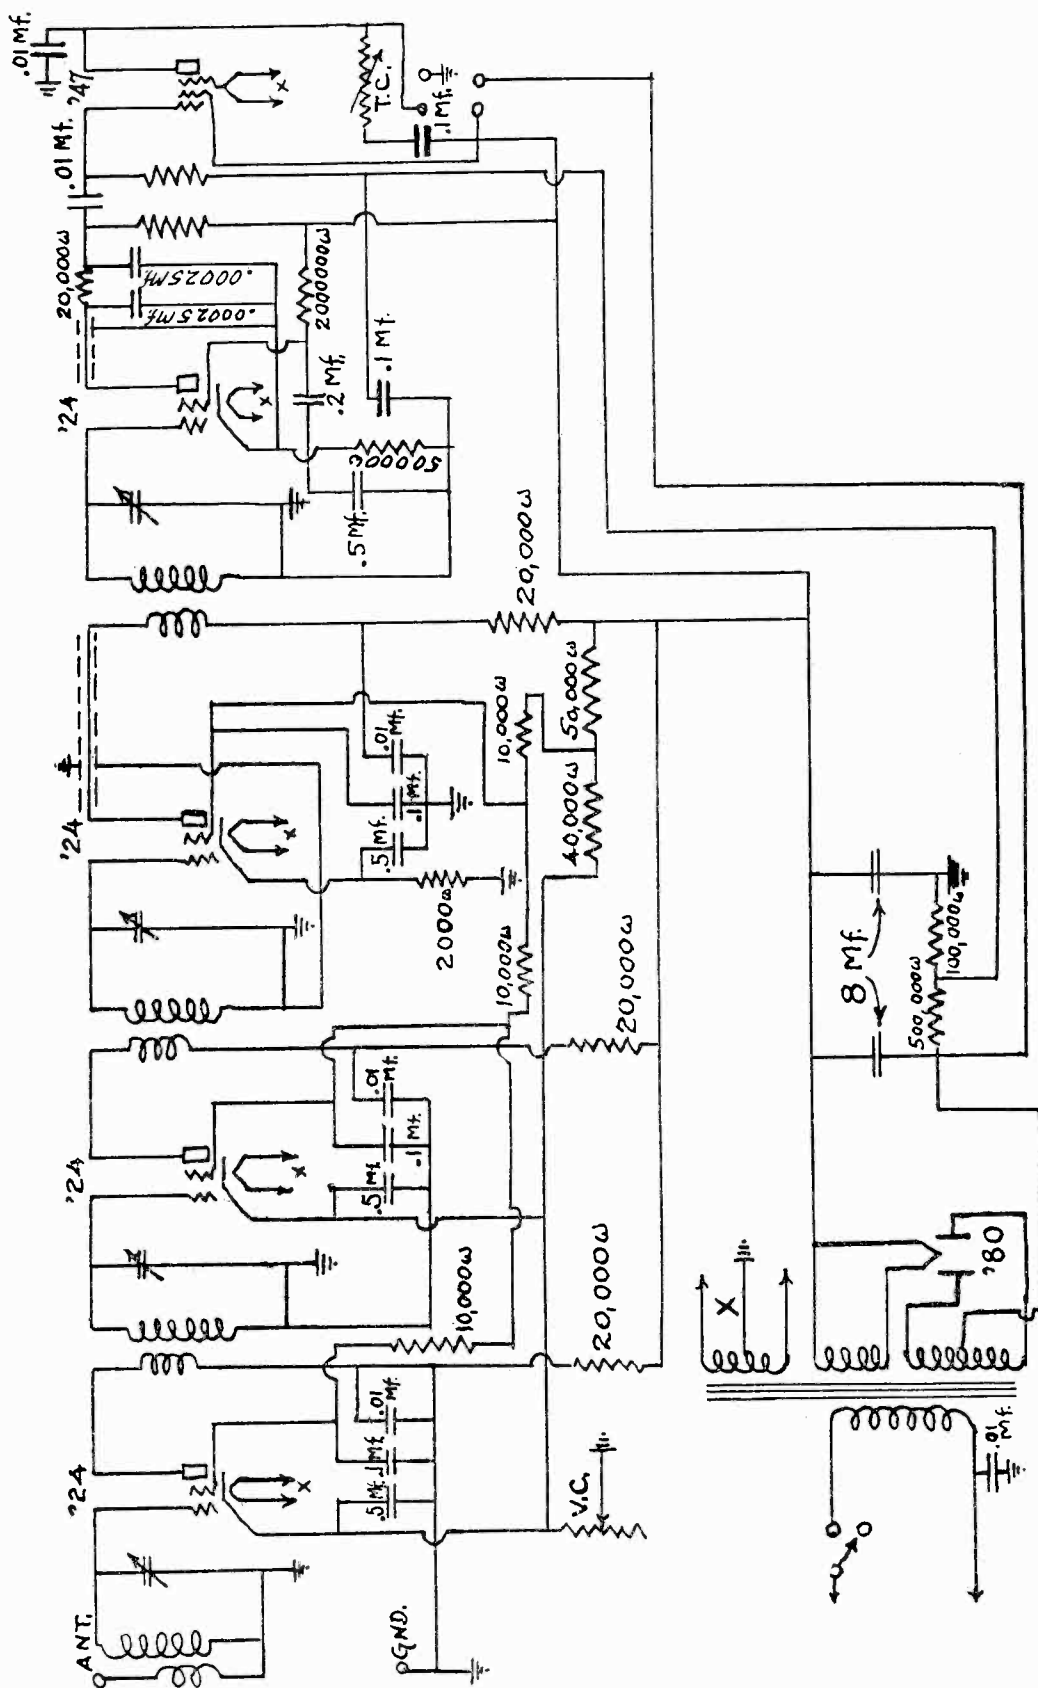 ANT.
GND.
'24
x
.5 Mf.
.1 Mf
.01 Mf.
V.C.
10,000ω
20,000ω
'24
x
.5 Mf
.1 Mf.
.01 Mf.
10,000ω
20,000ω
'24
x
.5 Mf.
.1 Mf.
.01 Mf.
2000ω
10,000ω
40,000ω
50,000ω
20,000ω
'24
x
.00025 Mf.
.00025 Mf.
20,000ω
.01 Mf.
'47
x
.01 Mf.
.5 Mf.
50,000ω
.2 Mf.
.1 Mf.
T.C.
.1 Mf.
X
'80
.01 Mf.
8 Mf.
500,000ω
100,000ω